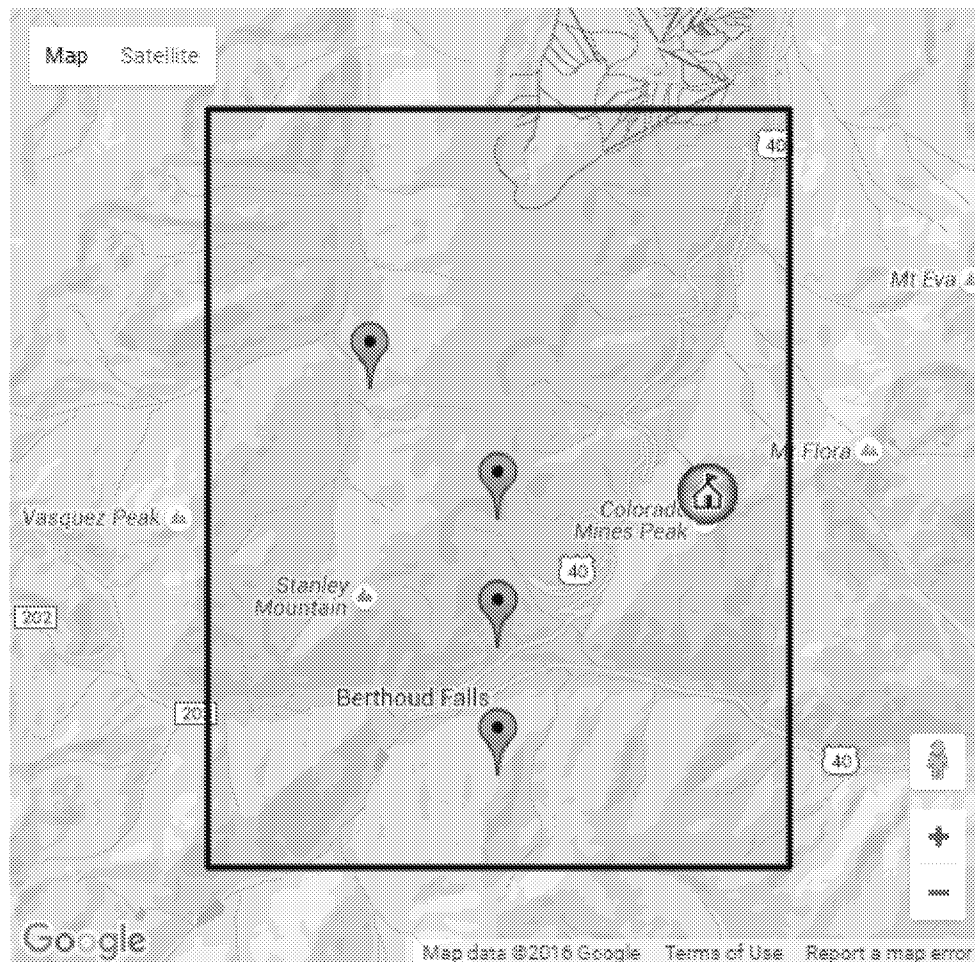 Map Satellite
40
Mt Eva
Mt Flora
Vasquez Peak
Colorado
Mines Peak
40
Stanley
Mountain
202
Berthoud Falls
20
40
Google
Map data ©2016 Google Terms of Use Report a map error